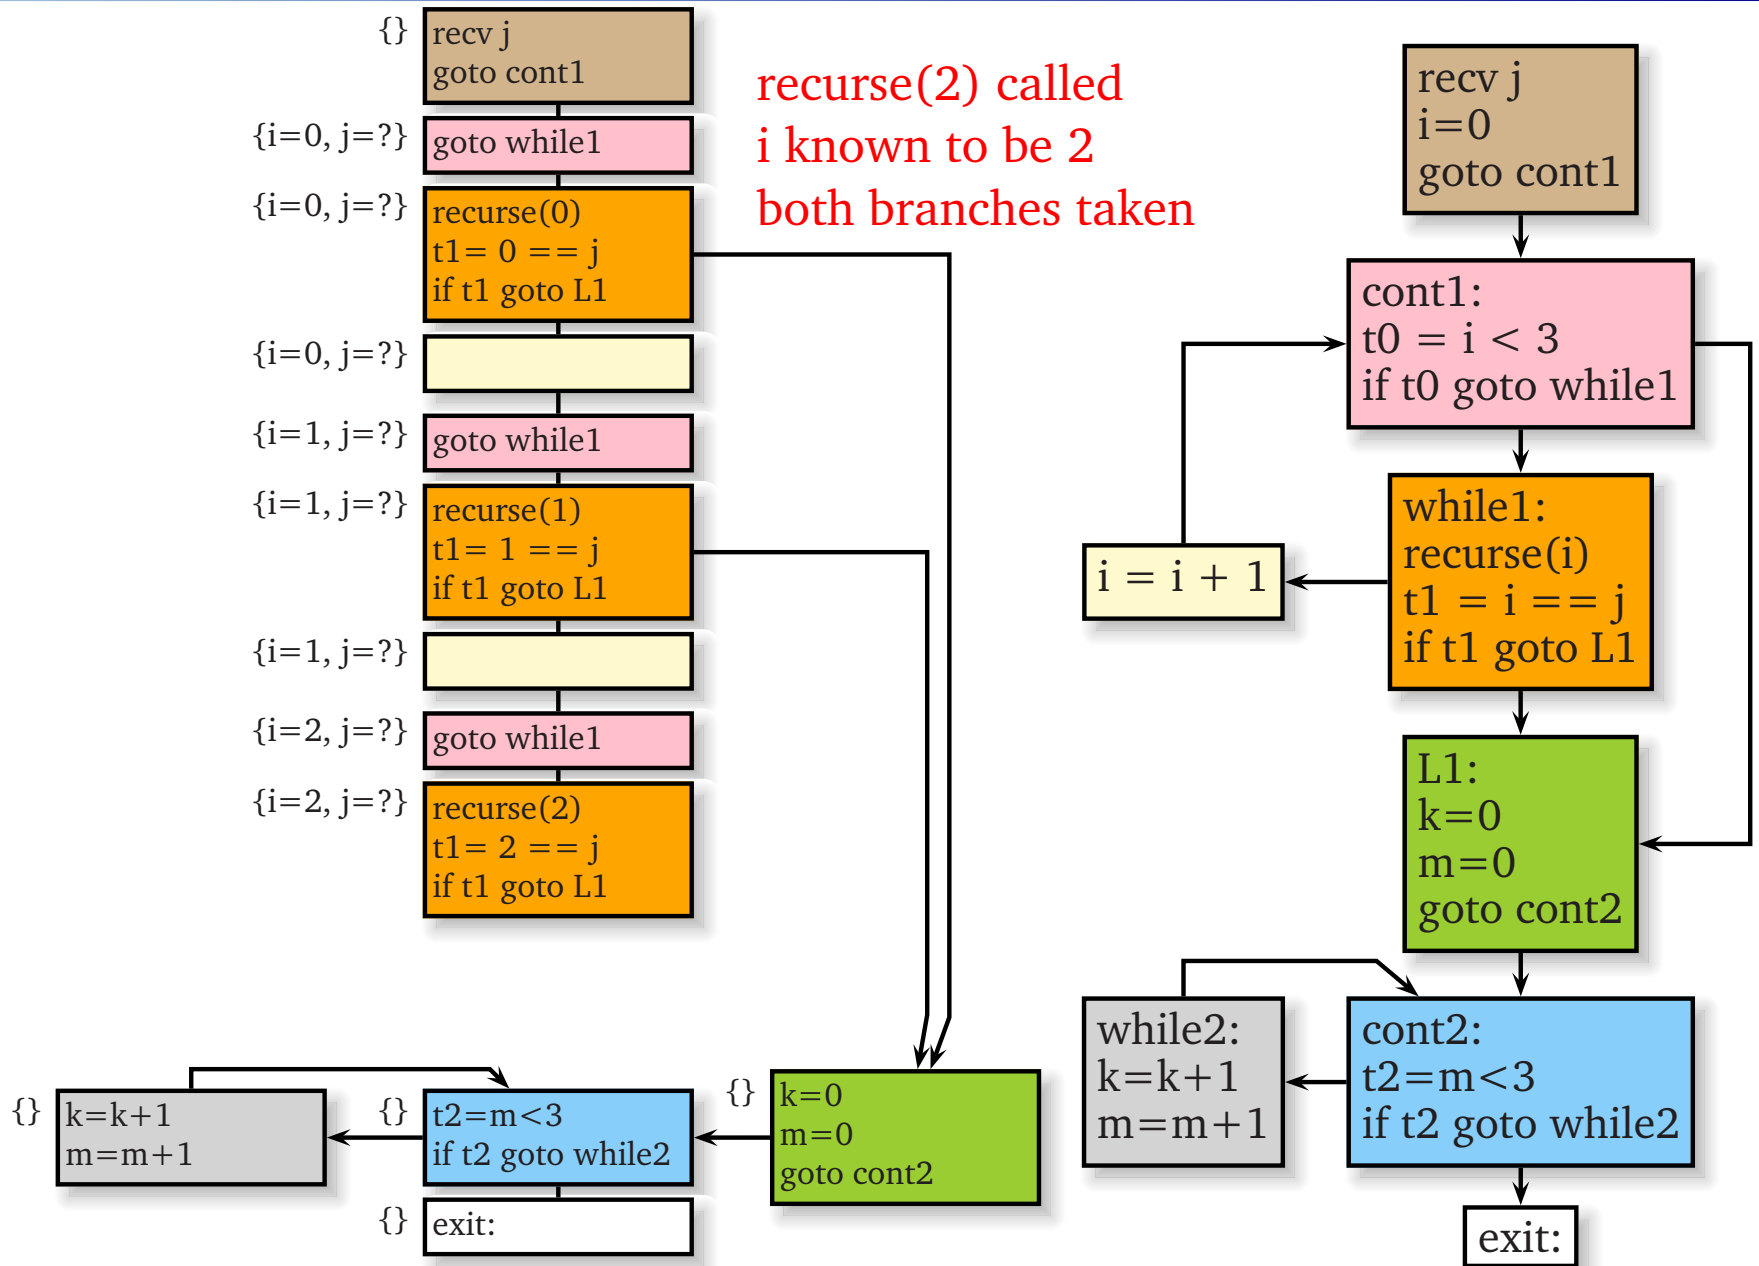 {} recv j
goto cont1
{i=0, j=?} goto while1
{i=0, j=?} recurse(0)
t1= 0 == j
if t1 goto L1
{i=0, j=?}
{i=1, j=?} goto while1
{i=1, j=?} recurse(1)
t1= 1 == j
if t1 goto L1
{i=1, j=?}
{i=2, j=?} goto while1
{i=2, j=?} recurse(2)
t1= 2 == j
if t1 goto L1
{} k=k+1
m=m+1
{} t2=m<3
if t2 goto while2
{} k=0
m=0
goto cont2
{} exit:
recurse(2) called
i known to be 2
both branches taken
recv j
i=0
goto cont1
cont1:
t0 = i < 3
if t0 goto while1
while1:
recurse(i)
t1 = i == j
if t1 goto L1
i = i + 1
L1:
k=0
m=0
goto cont2
while2:
k=k+1
m=m+1
cont2:
t2=m<3
if t2 goto while2
exit: